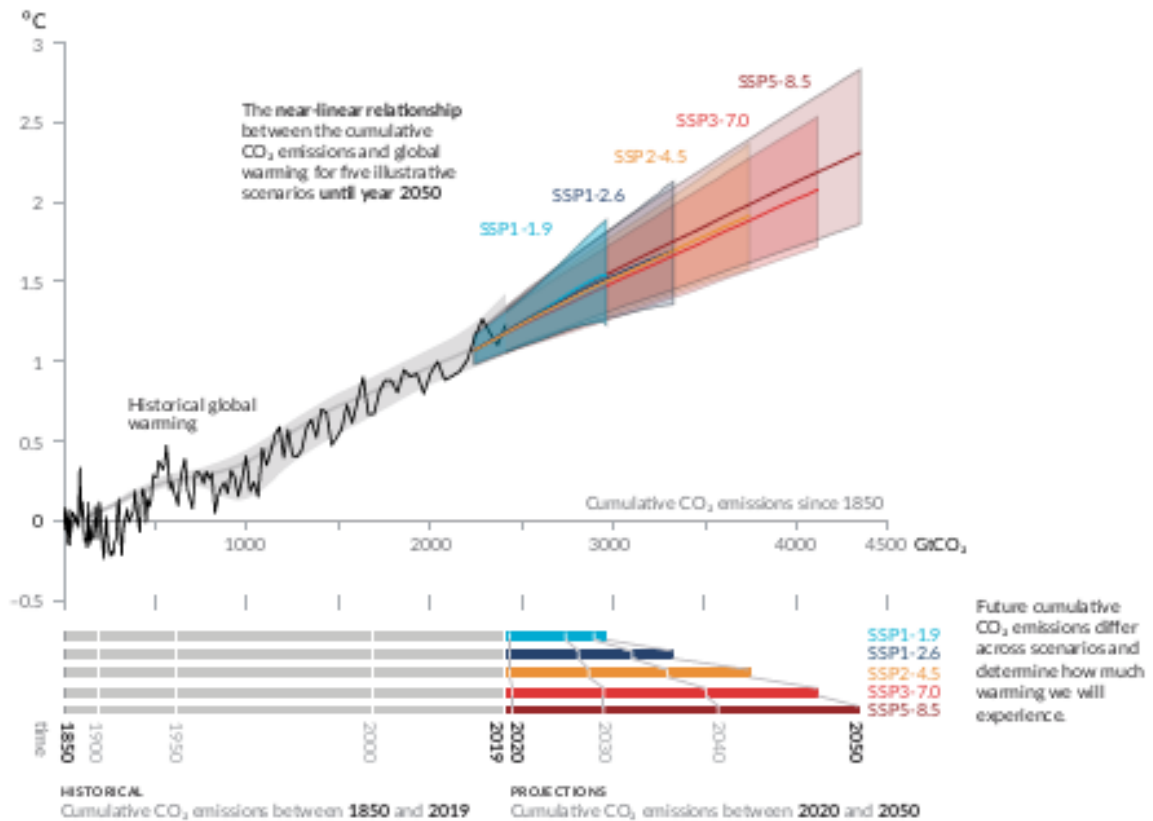 °C
3
2.5
2
1.5
1
0.5
0
-0.5
The near-linear relationship
between the cumulative
CO₂ emissions and global
warming for five illustrative
scenarios until year 2050
SSP5-8.5
SSP3-7.0
SSP2-4.5
SSP1-2.6
SSP1-1.9
Historical global
warming
Cumulative CO₂ emissions since 1850
1000
2000
3000
4000
4500 GtCO₂
SSP1-1.9
SSP1-2.6
SSP2-4.5
SSP3-7.0
SSP5-8.5
Future cumulative
CO₂ emissions differ
across scenarios and
determine how much
warming we will
experience.
time
1850
1900
1950
2000
2019
2020
2030
2040
2050
HISTORICAL
Cumulative CO₂ emissions between 1850 and 2019
PROJECTIONS
Cumulative CO₂ emissions between 2020 and 2050